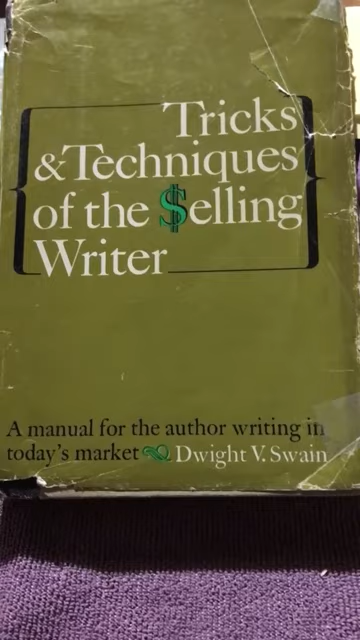 Tricks
& Techniques
of the $elling
Writer
A manual for the author writing in
today's market Dwight V. Swain